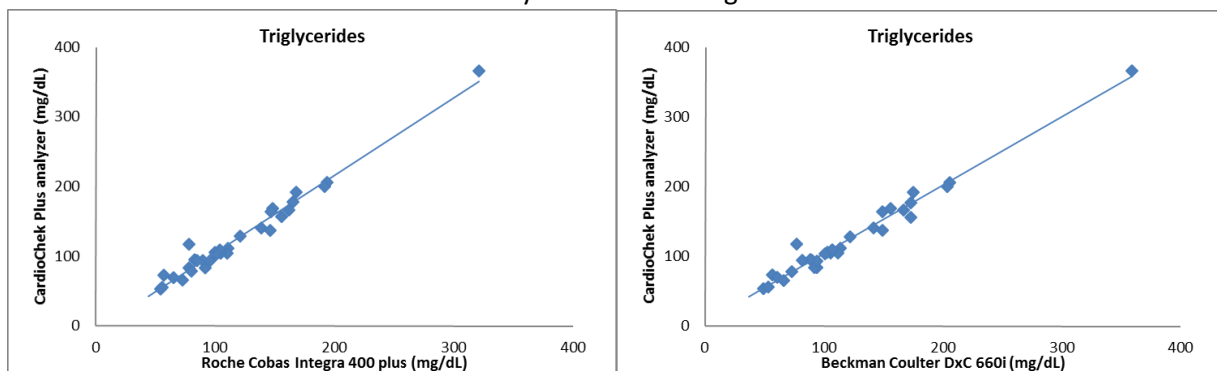 Triglycerides
CardioChek Plus analyzer (mg/dL)
400
300
200
100
0
0 100 200 300 400
Roche Cobas Integra 400 plus (mg/dL)
Triglycerides
CardioChek Plus analyzer (mg/dL)
400
300
200
100
0
0 100 200 300 400
Beckman Coulter DxC 660i (mg/dL)